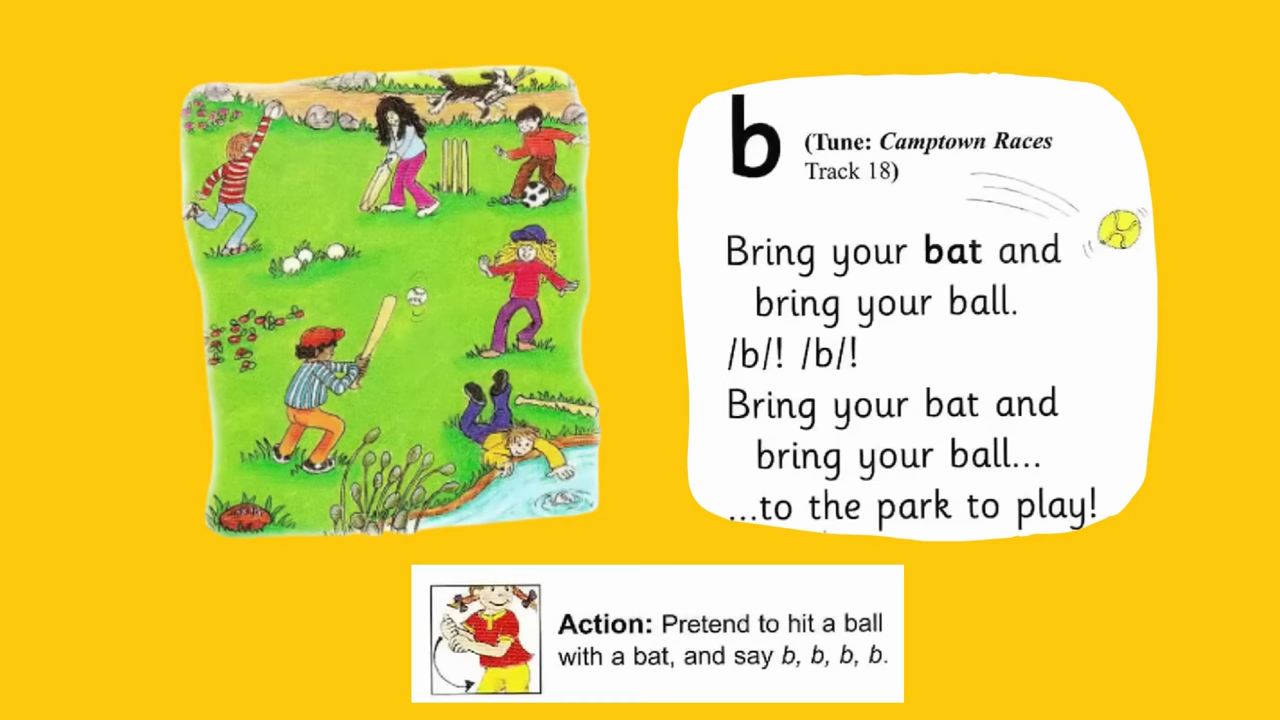 b
(Tune: Camptown Races
Track 18)
Bring your bat and
bring your ball.
/b/! /b/!
Bring your bat and
bring your ball...
...to the park to play!
Action: Pretend to hit a ball
with a bat, and say b, b, b, b.